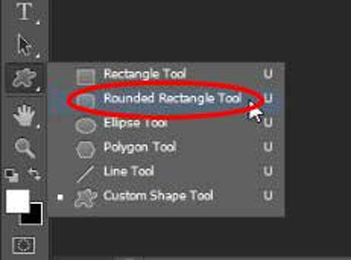 T
Rectangle Tool U
Rounded Rectangle Tool U
Ellipse Tool U
Polygon Tool U
Line Tool U
Custom Shape Tool U